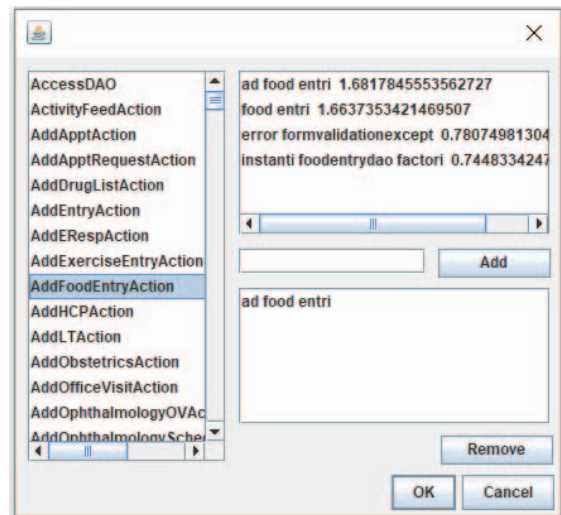 AccessDAO
ActivityFeedAction
AddApptAction
AddApptRequestAction
AddDrugListAction
AddEntryAction
AddERespAction
AddExerciseEntryAction
AddFoodEntryAction
AddHCPAction
AddLTAction
AddObstetricsAction
AddOfficeVisitAction
AddOphthalmologyOVAc
AddOphthalmologySche
ad food entri 1.6817845553562727
food entri 1.6637353421469507
error formvalidationexcept 0.78074981304
instanti foodentrydao factori 0.7448334247
Add
ad food entri
Remove
OK
Cancel